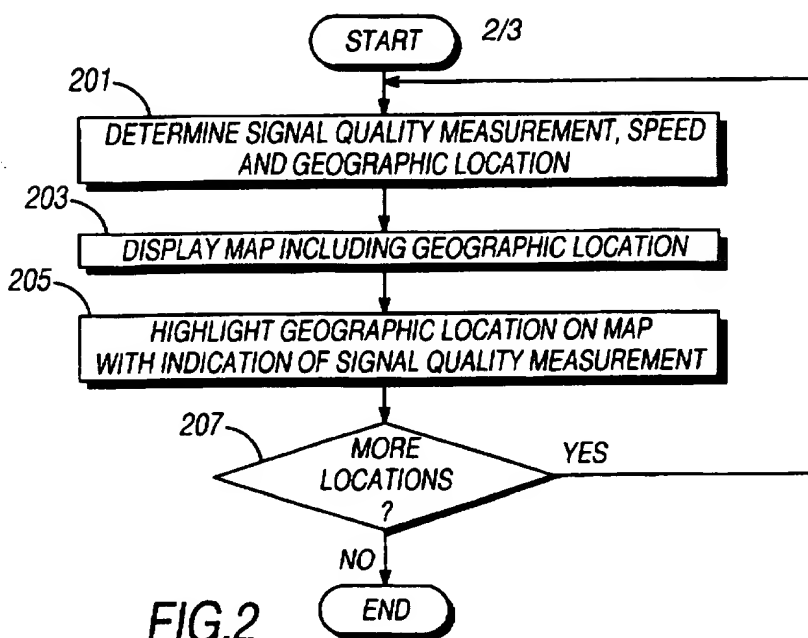 START
2/3
201
DETERMINE SIGNAL QUALITY MEASUREMENT, SPEED
AND GEOGRAPHIC LOCATION
203
DISPLAY MAP INCLUDING GEOGRAPHIC LOCATION
205
HIGHLIGHT GEOGRAPHIC LOCATION ON MAP
WITH INDICATION OF SIGNAL QUALITY MEASUREMENT
207
MORE
LOCATIONS
?
YES
NO
END
FIG.2